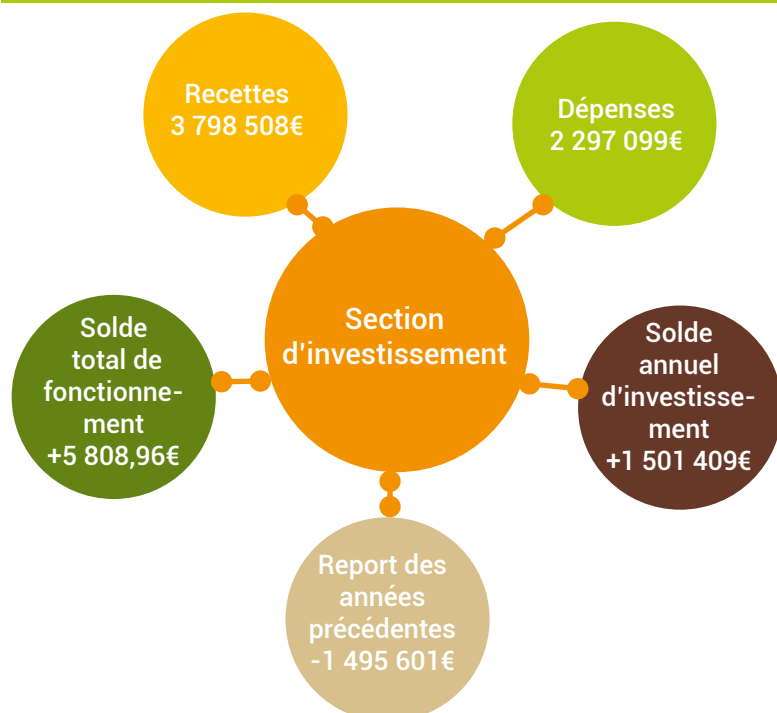 Recettes
3 798 508€
Dépenses
2 297 099€
Section
d'investissement
Solde
total de
fonctionne-
ment
+5 808,96€
Solde
annuel
d'investisse-
ment
+1 501 409€
Report des
années
précédentes
-1 495 601€